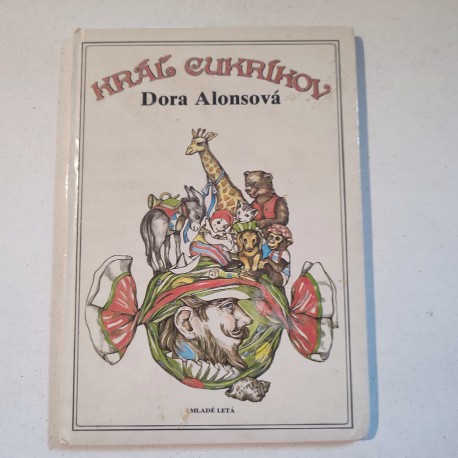 KRÁĽ CUKRÍKOV
Dora Alonsová
MLADÉ LETÁ